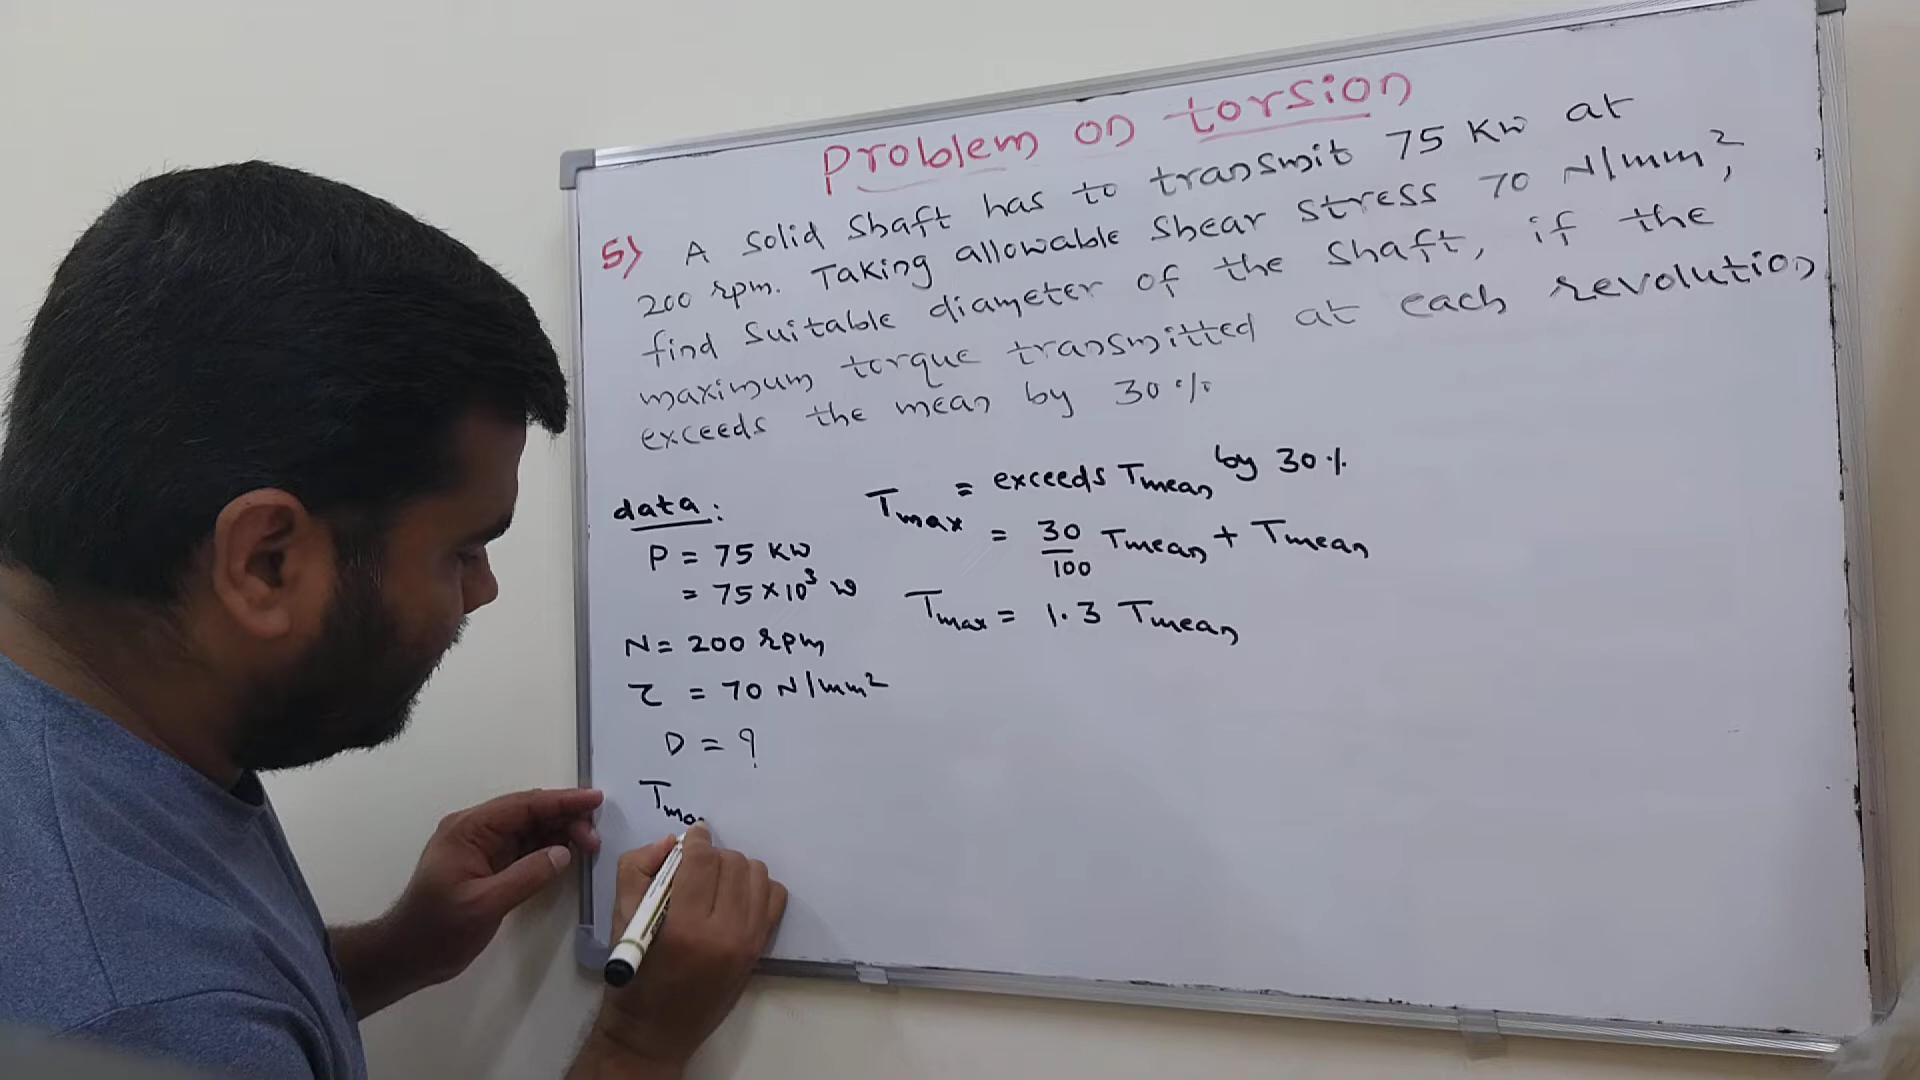 Problem on torsion
5) A solid shaft has to transmit 75 KW at
200 rpm. Taking allowable shear stress 70 N/mm²,
find suitable diameter of the shaft, if the
maximum torque transmitted at each revolution
exceeds the mean by 30%
data:
P = 75 KW
= 75×10³ W
N = 200 rpm
τ = 70 N/mm²
D = ?
Tmax
Tmax = exceeds Tmean by 30%
= 30/100 Tmean + Tmean
Tmax = 1.3 Tmean